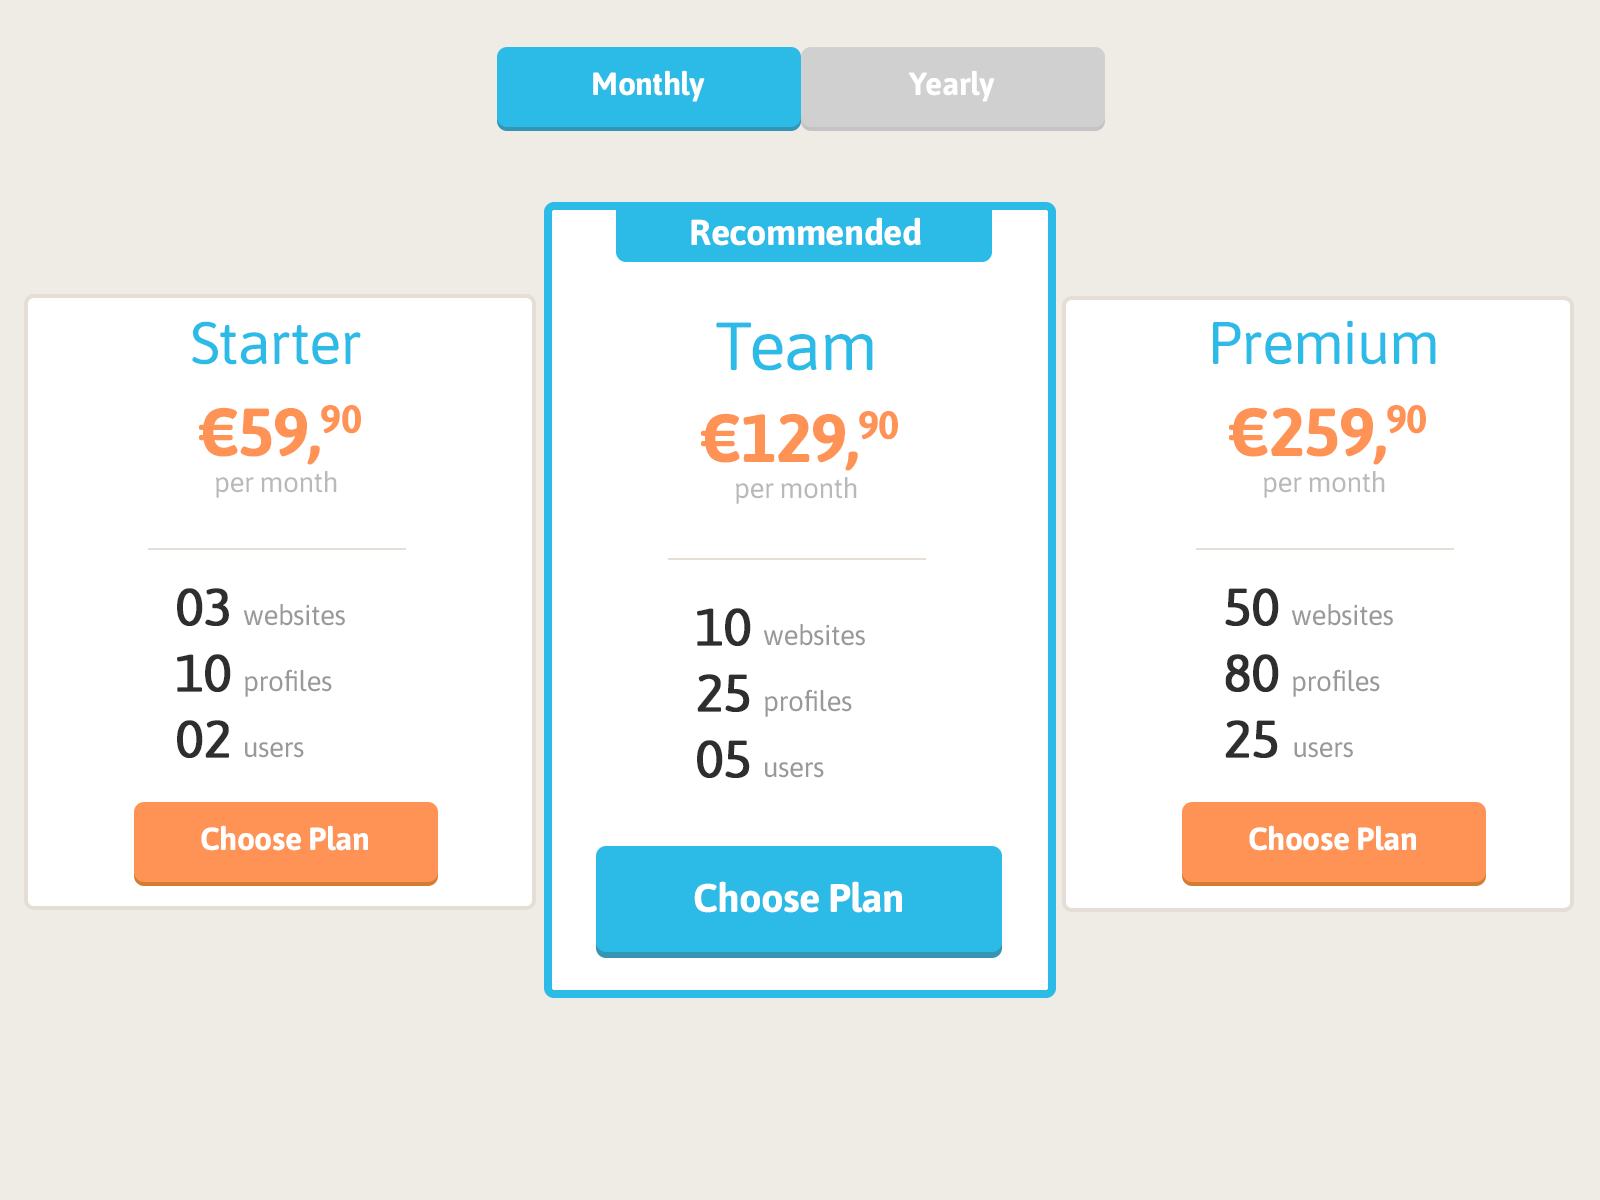 Monthly
Yearly
Recommended
Starter
€59,90
per month
03 websites
10 profiles
02 users
Choose Plan
Team
€129,90
per month
10 websites
25 profiles
05 users
Choose Plan
Premium
€259,90
per month
50 websites
80 profiles
25 users
Choose Plan